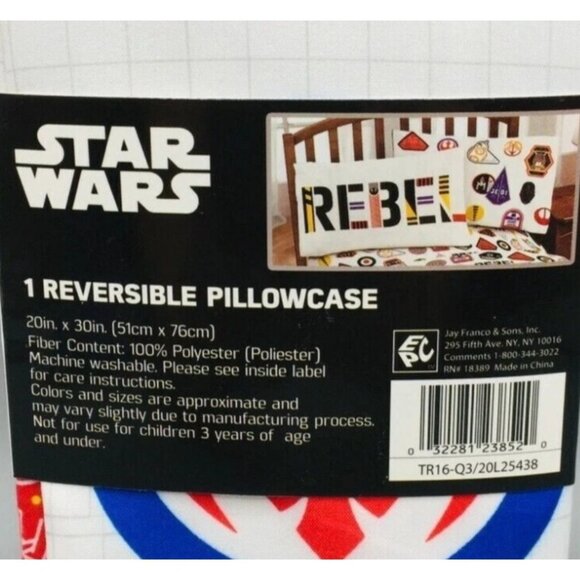 STAR
WARS
REBEL
JEDI
1 REVERSIBLE PILLOWCASE
20in. x 30in. (51cm x 76cm)
Fiber Content: 100% Polyester (Poliester)
Machine washable. Please see inside label
for care instructions.
Colors and sizes are approximate and
may vary slightly due to manufacturing process.
Not for use for children 3 years of age
and under.
EPC
Jay Franco & Sons, Inc.
295 Fifth Ave. NY, NY 10016
Comments 1-800-344-3022
RN# 18389 Made in China
0 32281 23852 0
TR16-Q3/20L25438